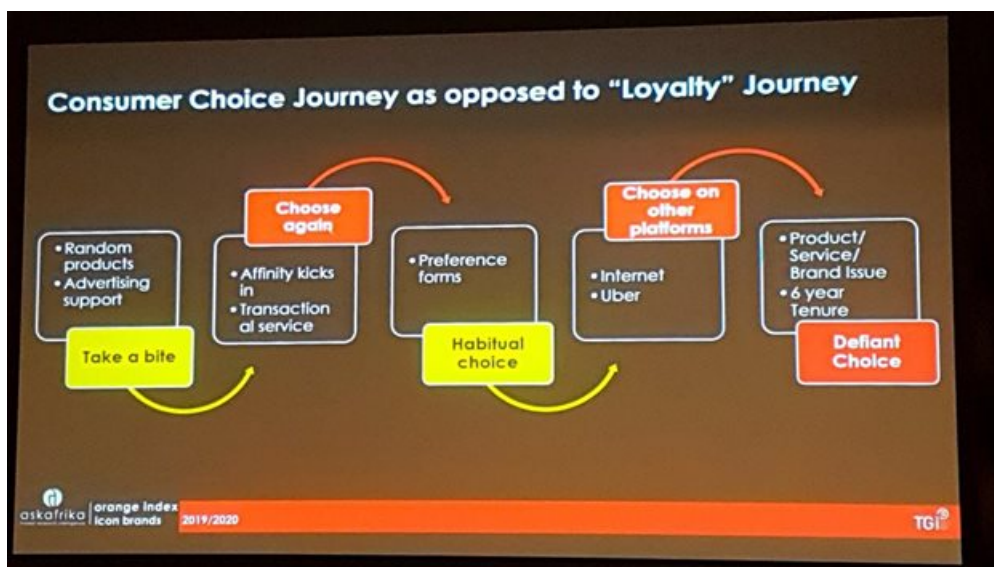 Consumer Choice Journey as opposed to "Loyalty" Journey
• Random
products
• Advertising
support
Take a bite
Choose
again
• Affinity kicks
in
• Transaction
al service
• Preference
forms
Habitual
choice
Choose on
other
platforms
• Internet
• Uber
• Product/
Service/
Brand Issue
• 6 year
Tenure
Defiant
Choice
askafrika
orange index
icon brands
2019/2020
TGI